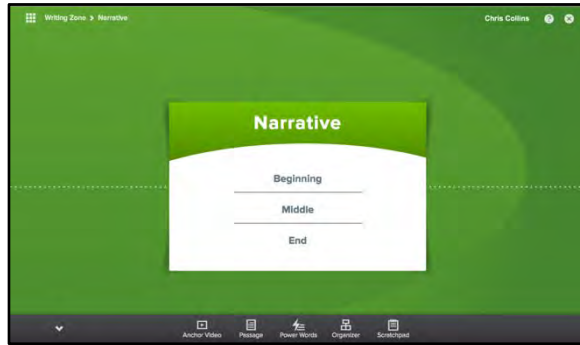 Writing Zone > Narrative
Chris Collins
Narrative
Beginning
Middle
End
Anchor Video
Passage
Power Words
Organizer
Scratchpad